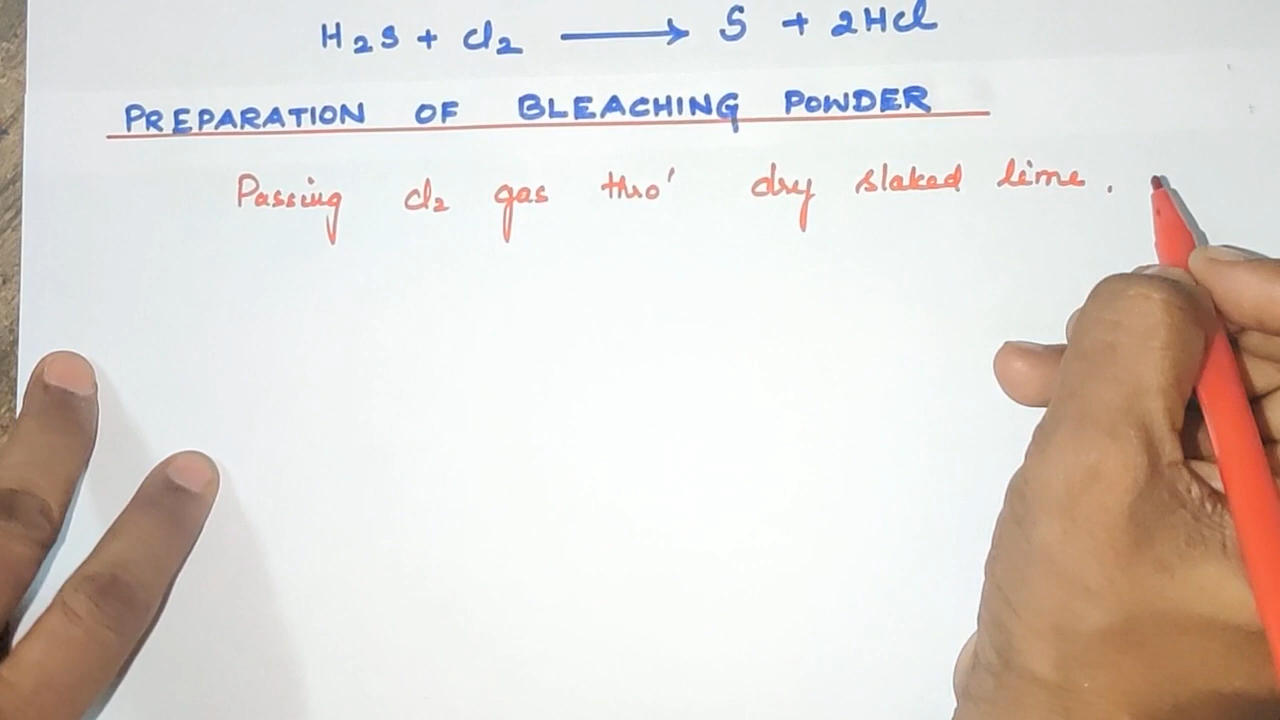 H2S + Cl2 ⟶ S + 2HCl
PREPARATION OF BLEACHING POWDER
Passing Cl2 gas thro' dry slaked lime.